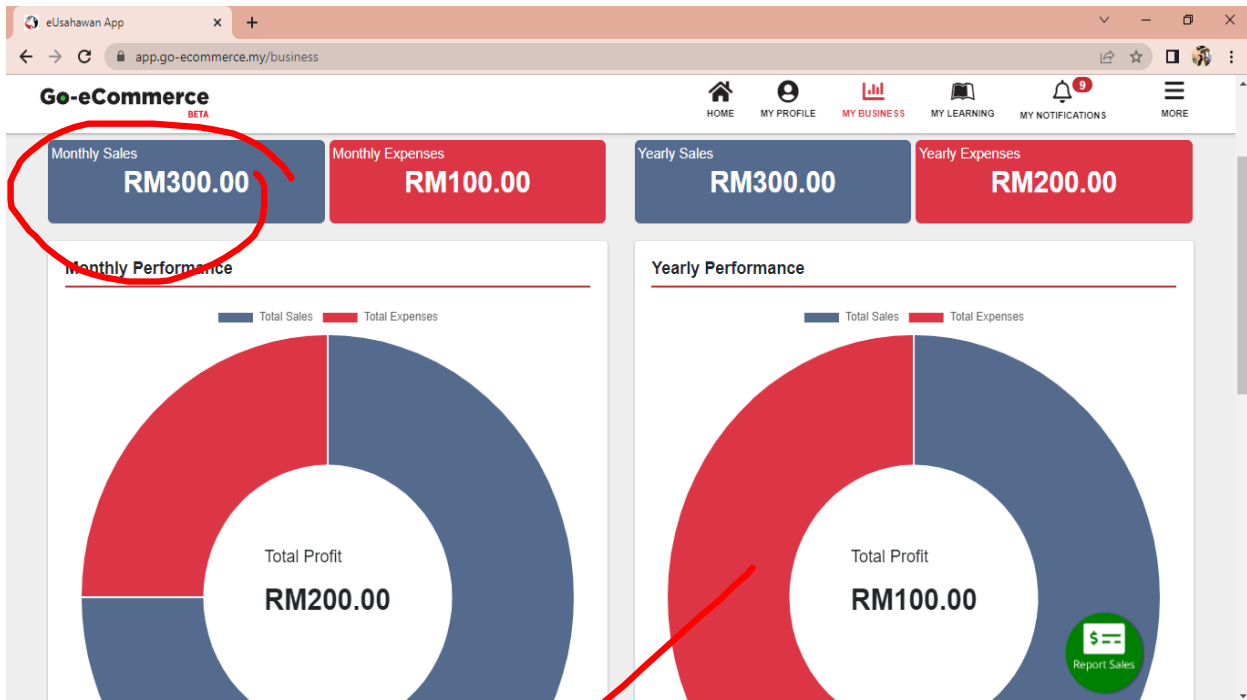 eUsahawan App
app.go-ecommerce.my/business
Go-eCommerce
BETA
HOME
MY PROFILE
MY BUSINESS
MY LEARNING
9
MY NOTIFICATIONS
MORE
Monthly Sales
RM300.00
Monthly Expenses
RM100.00
Yearly Sales
RM300.00
Yearly Expenses
RM200.00
Monthly Performance
Total Sales Total Expenses
Total Profit
RM200.00
Yearly Performance
Total Sales Total Expenses
Total Profit
RM100.00
$
Report Sales